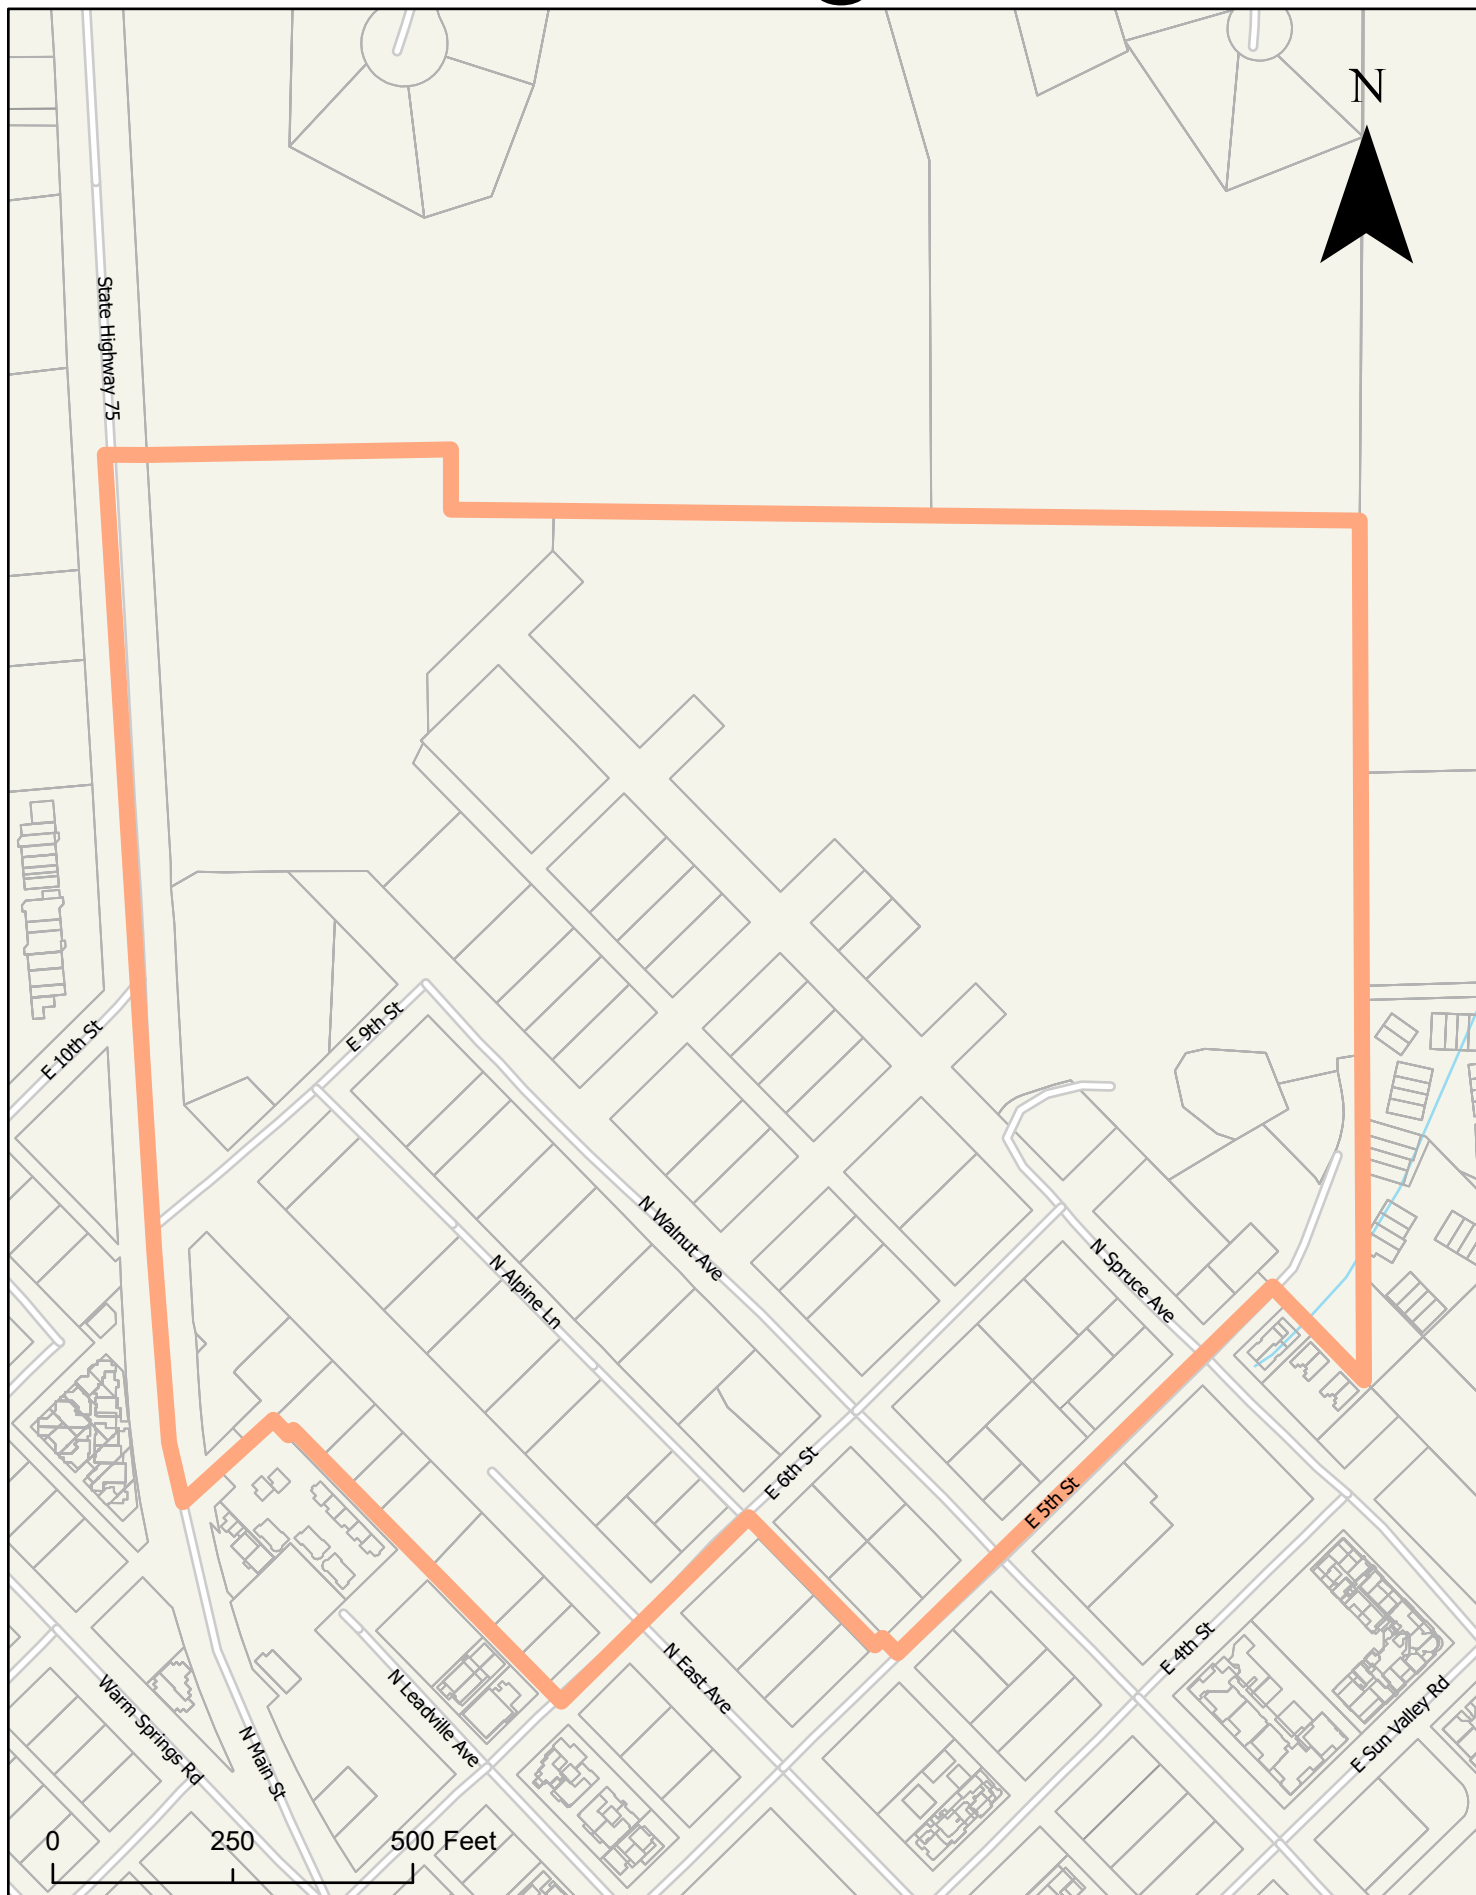 N
State Highway 75
E 10th St
E 9th St
N Walnut Ave
N Alpine Ln
N Spruce Ave
E 6th St
E 5th St
E 4th St
N East Ave
N Leadville Ave
Warm Springs Rd
N Main St
E Sun Valley Rd
0 250 500 Feet